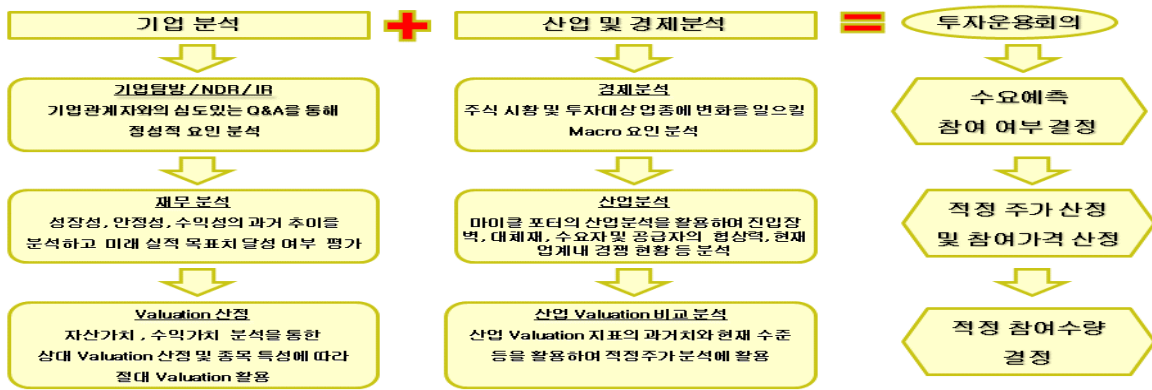 기업 분석
기업탐방/NDR/IR
기업관계자와의 심도있는 Q&A를 통해
정성적 요인 분석
재무 분석
성장성, 안정성, 수익성의 과거 추미를
분석하고 미래 실적 목표치 달성 여부 평가
Valuation 산정
자산가치, 수익가치 분석을 통한
상대 Valuation 산정 및 종목 특성에 따라
절대 Valuation 활용
+
산업 및 경제분석
경제분석
주식 시황 및 투자대상 업종에 변화를 일으킬
Macro 요인 분석
산업분석
마이클 포터의 산업분석을 활용하며 진입장
벽, 대체재, 수요자 및 공급자의 협상력, 현재
업계내 경쟁 현황 등 분석
산업 Valuation 비교 분석
산업 Valuation 지표의 과거치와 현재 수준
등을 활용하며 적정주가 분석에 활용
=
투자운용회의
수요예측
참여 여부 결정
적정 주가 산정
및 참여가격 산정
적정 참여수량
결정